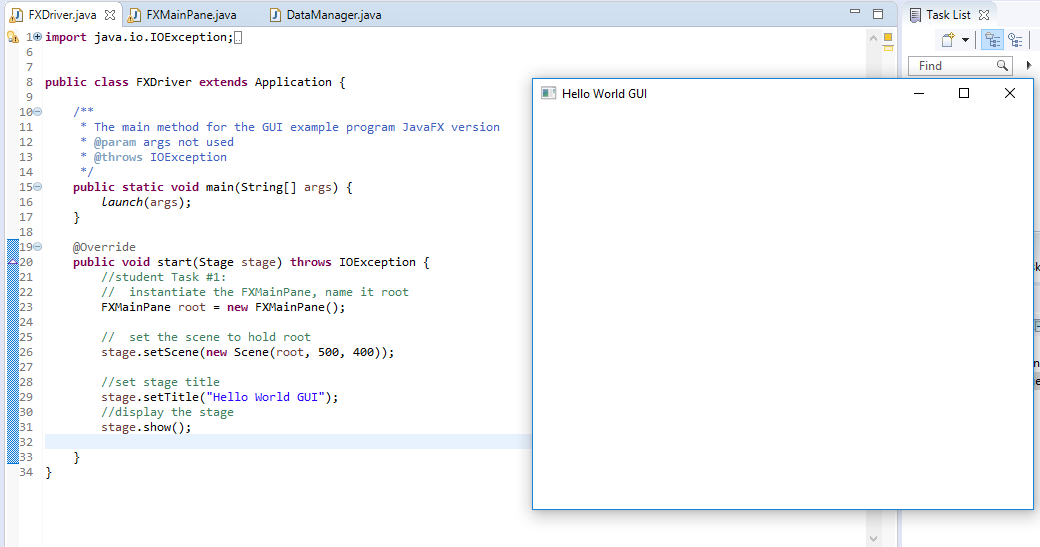 FXDriver.java
FXMainPane.java
DataManager.java
Task List
Find
1 import java.io.IOException;
6
7
8 public class FXDriver extends Application {
9
10 /**
11 * The main method for the GUI example program JavaFX version
12 * @param args not used
13 * @throws IOException
14 */
15 public static void main(String[] args) {
16 launch(args);
17 }
18
19 @Override
20 public void start(Stage stage) throws IOException {
21 //student Task #1:
22 //  instantiate the FXMainPane, name it root
23 FXMainPane root = new FXMainPane();
24
25 //  set the scene to hold root
26 stage.setScene(new Scene(root, 500, 400));
27
28 //set stage title
29 stage.setTitle("Hello World GUI");
30 //display the stage
31 stage.show();
32
33 }
34 }
Hello World GUI